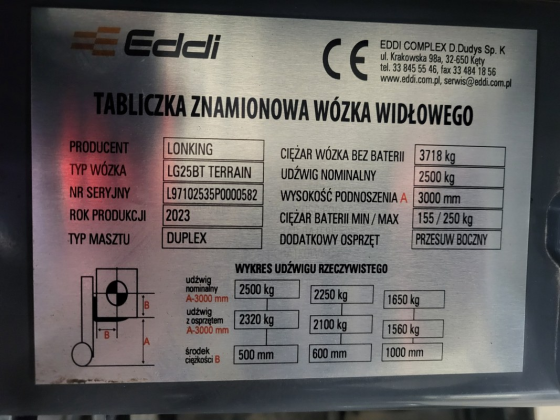 Eddi
CE
EDDI COMPLEX D.Dudys Sp. K
ul. Krakowska 98a, 32-650 Kęty
tel. 33 845 55 46, fax 33 484 18 56
www.eddi.com.pl, serwis@eddi.com.pl
TABLICZKA ZNAMIONOWA WÓZKA WIDŁOWEGO
PRODUCENT LONKING
TYP WÓZKA LG25BT TERRAIN
NR SERYJNY L97102535P0000582
ROK PRODUKCJI 2023
TYP MASZTU DUPLEX
CIĘŻAR WÓZKA BEZ BATERII 3718 kg
UDŹWIG NOMINALNY 2500 kg
WYSOKOŚĆ PODNOSZENIA A 3000 mm
CIĘŻAR BATERII MIN / MAX 155 / 250 kg
DODATKOWY OSPRZĘT PRZESUW BOCZNY
WYKRES UDŹWIGU RZECZYWISTEGO
B
B
A
udźwig
nominalny
A-3000 mm
2500 kg 2250 kg 1650 kg
udźwig
z osprzętem
A-3000 mm
2320 kg 2100 kg 1560 kg
środek
ciężkości B
500 mm 600 mm 1000 mm